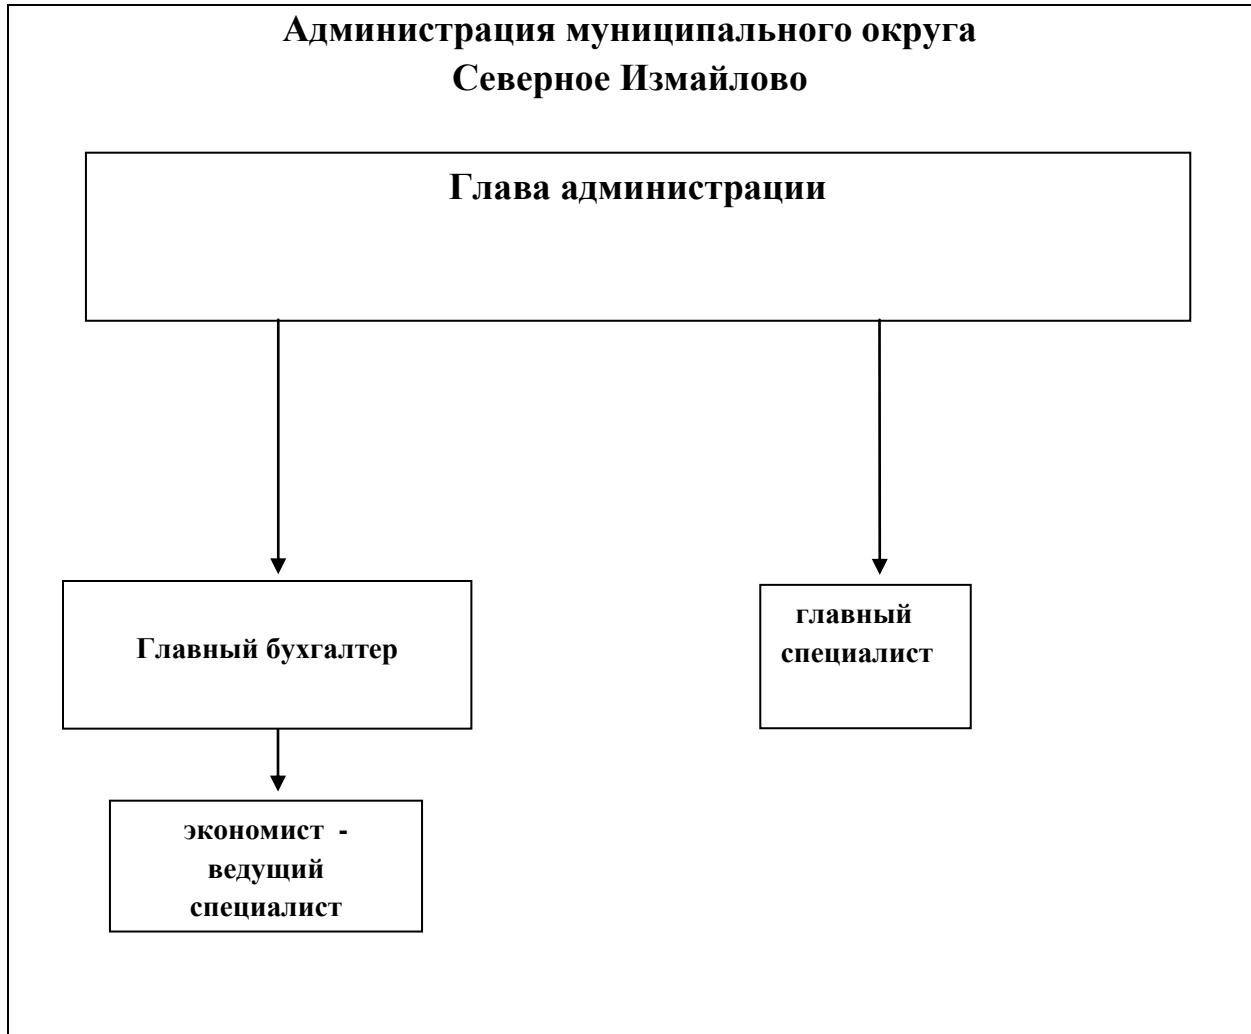 Администрация муниципального округа
Северное Измайлово
Глава администрации
Главный бухгалтер
главный
специалист
экономист -
ведущий
специалист